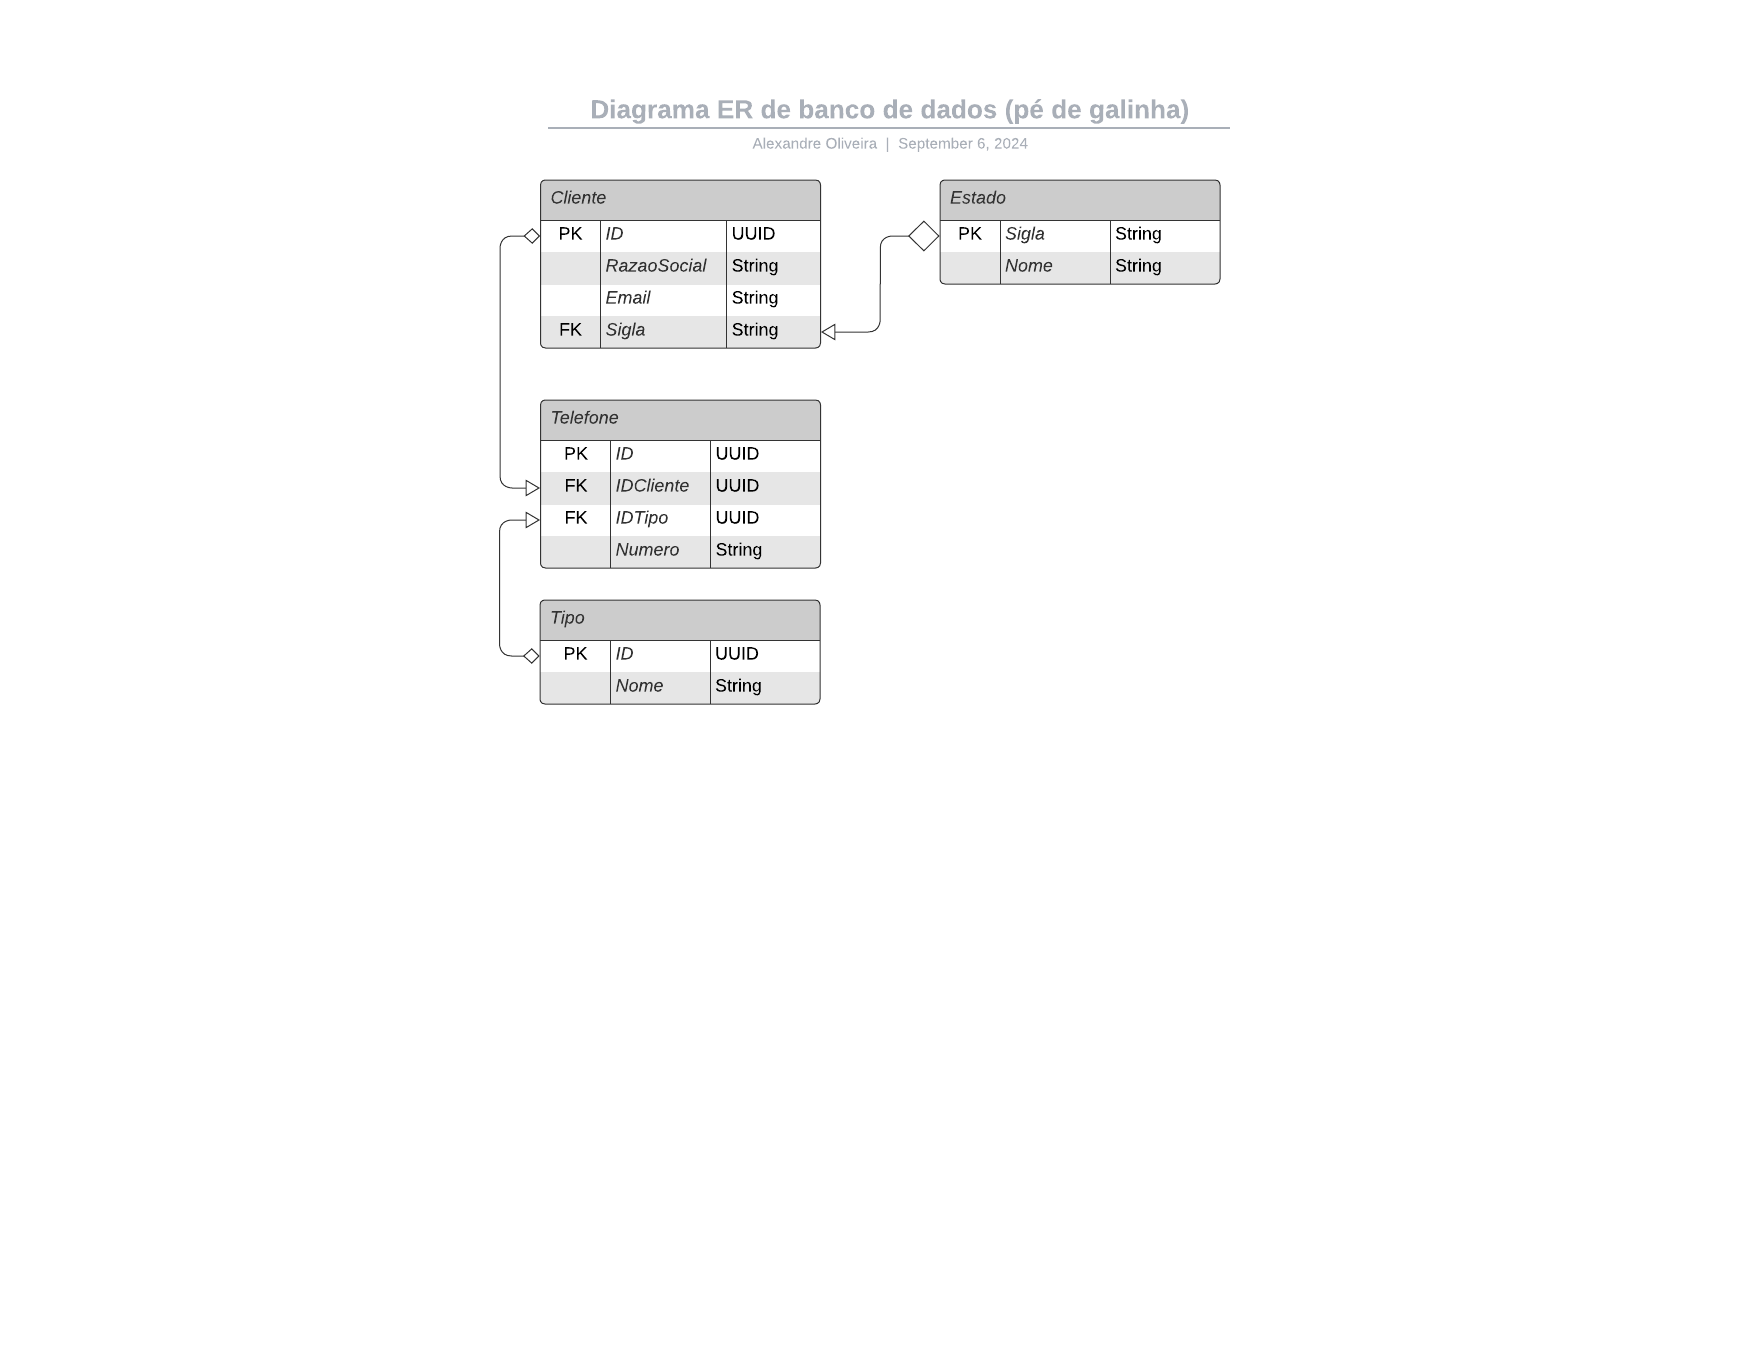 Diagrama ER de banco de dados (pé de galinha)
Alexandre Oliveira | September 6, 2024
Cliente
PK ID UUID
RazaoSocial String
Email String
FK Sigla String
Estado
PK Sigla String
Nome String
Telefone
PK ID UUID
FK IDCliente UUID
FK IDTipo UUID
Numero String
Tipo
PK ID UUID
Nome String